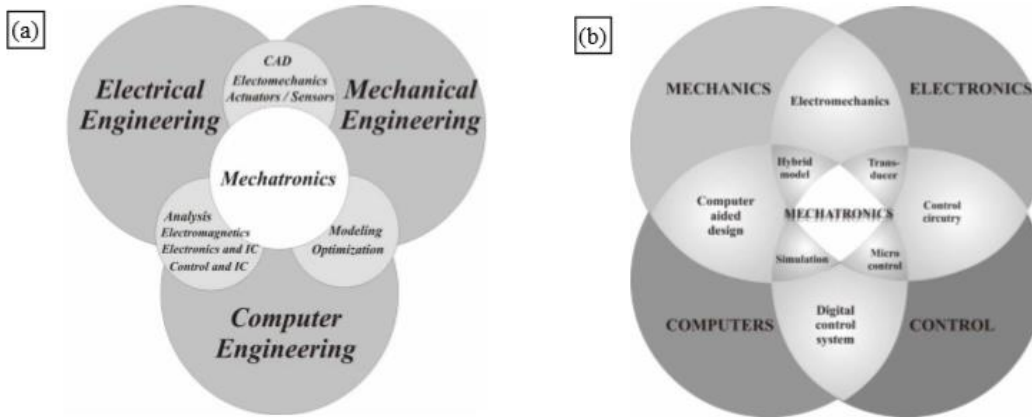 (a)
CAD
Electomechanics
Actuators / Sensors
Electrical
Engineering
Mechanical
Engineering
Mechatronics
Analysis
Electromagnetics
Electronics and IC
Control and IC
Modeling
Optimization
Computer
Engineering
(b)
MECHANICS
ELECTRONICS
Electromechanics
Hybrid
model
Trans-
ducer
Computer
aided
design
MECHATRONICS
Control
circutry
Simulation
Micro
control
COMPUTERS
Digital
control
system
CONTROL